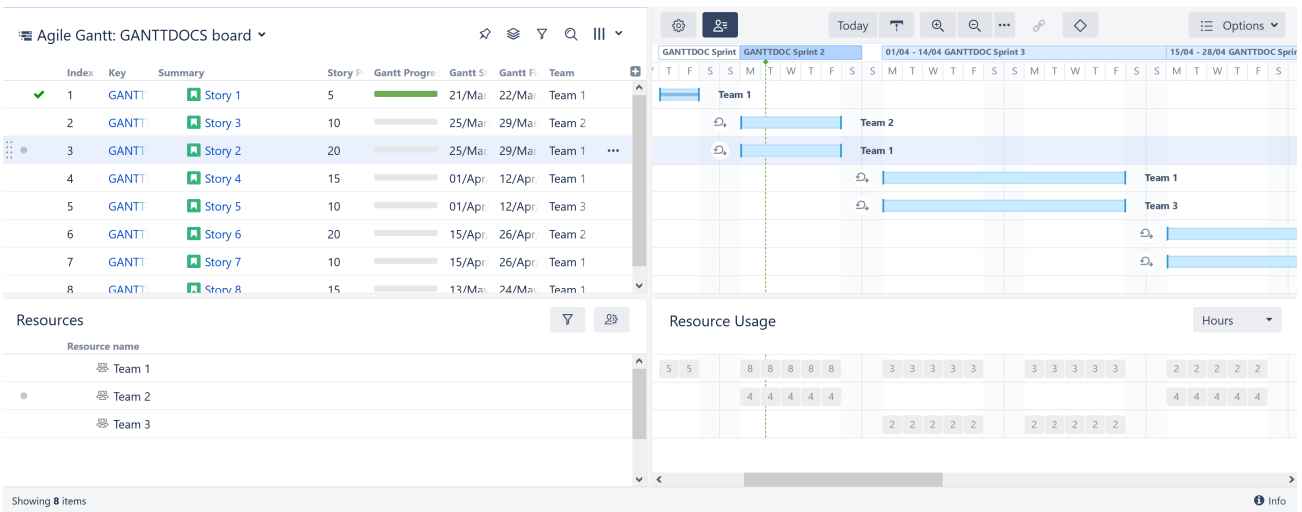 Agile Gantt: GANTTDOCS board
Today
Options
Index Key Summary Story P Gantt Progre Gantt S Gantt Fi Team
1 GANTT Story 1 5 21/Mar 22/Mar Team 1
2 GANTT Story 3 10 25/Mar 29/Mar Team 2
3 GANTT Story 2 20 25/Mar 29/Mar Team 1
4 GANTT Story 4 15 01/Apr/ 12/Apr/ Team 1
5 GANTT Story 5 10 01/Apr/ 12/Apr/ Team 3
6 GANTT Story 6 20 15/Apr/ 26/Apr/ Team 2
7 GANTT Story 7 10 15/Apr/ 26/Apr/ Team 1
8 GANTT Story 8 15 13/May 24/May Team 1
GANTTDOC Sprint GANTTDOC Sprint 2 01/04 - 14/04 GANTTDOC Sprint 3 15/04 - 28/04 GANTTDOC Sprin
T F S S M T W T F S S M T W T F S S M T W T F S S M T W T F S
Team 1
Team 2
Team 1
Team 1
Team 3
Resources
Resource name
Team 1
Team 2
Team 3
Resource Usage
Hours
5 5 8 8 8 8 8 3 3 3 3 3 3 3 3 3 3 2 2 2 2 2
4 4 4 4 4 4 4 4 4 4
2 2 2 2 2 2 2 2 2 2
Showing 8 items
Info